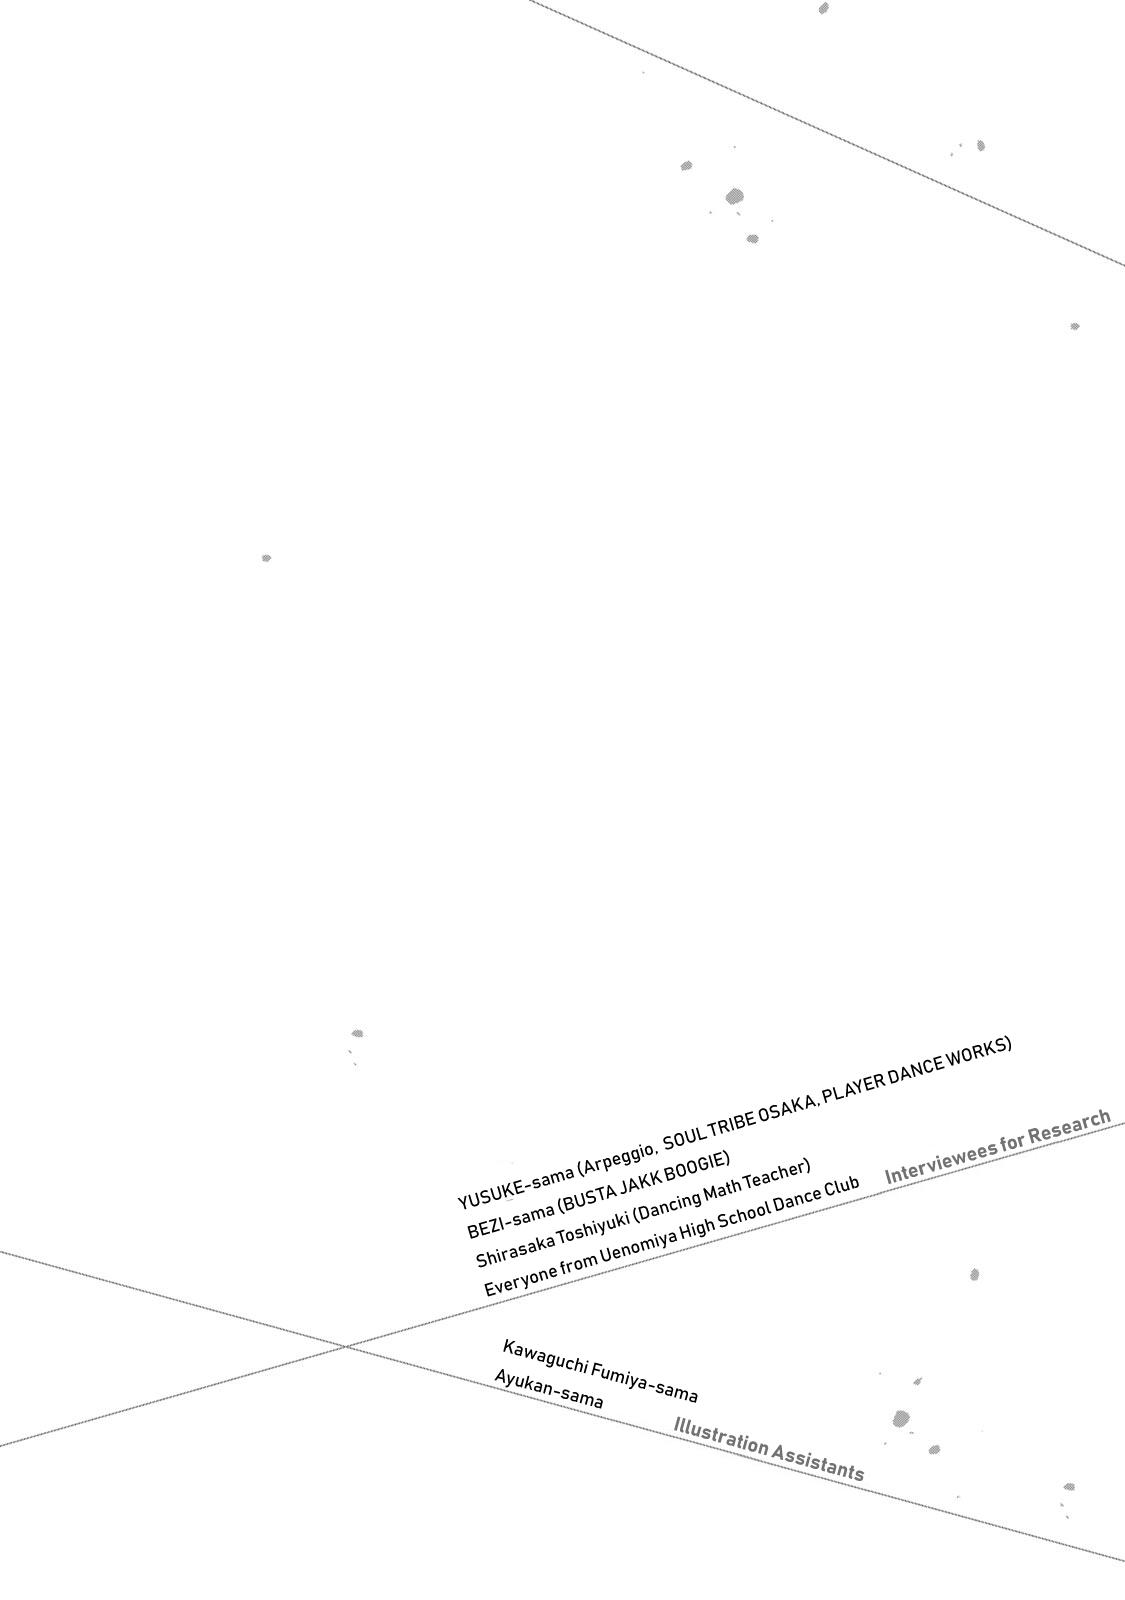 YUSUKE-sama (Arpeggio, SOUL TRIBE OSAKA, PLAYER DANCE WORKS)
BEZI-sama (BUSTA JAKK BOOGIE)
Shirasaka Toshiyuki (Dancing Math Teacher)
Everyone from Uenomiya High School Dance Club
Interviewees for Research
Kawaguchi Fumiya-sama
Ayukan-sama
Illustration Assistants